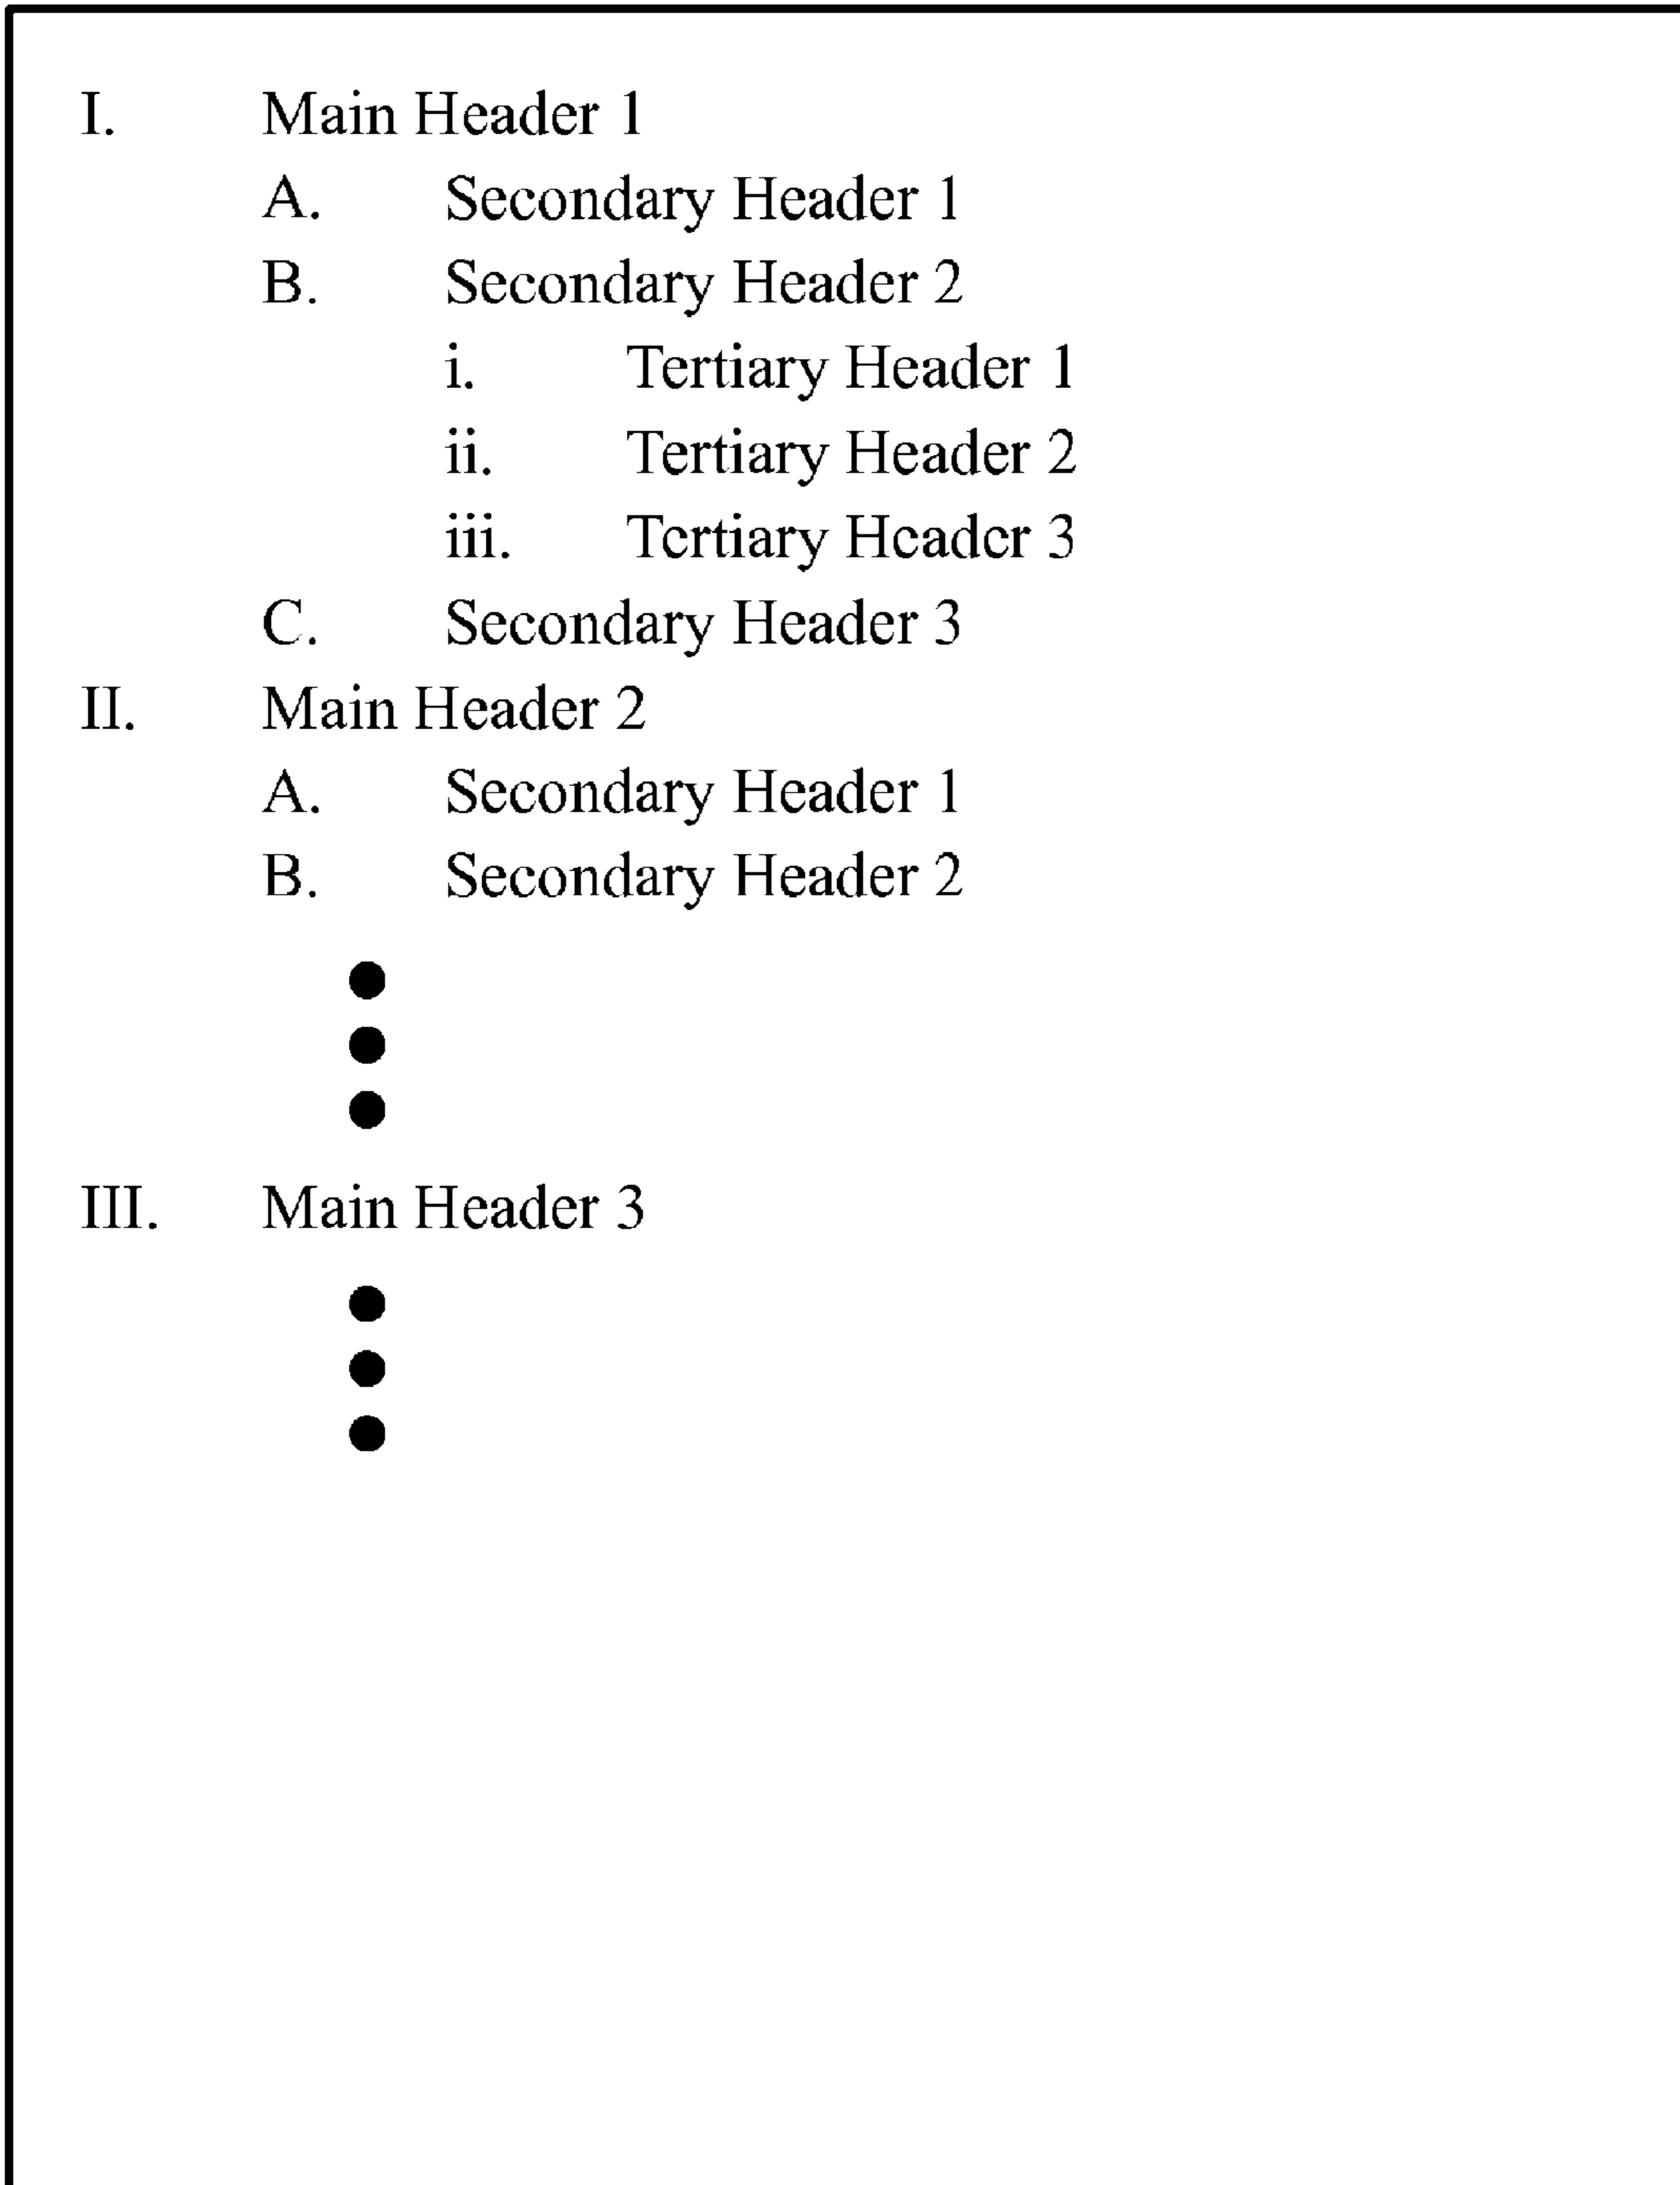 I. Main Header 1
A. Secondary Header 1
B. Secondary Header 2
i. Tertiary Header 1
ii. Tertiary Header 2
iii. Tertiary Header 3
C. Secondary Header 3
II. Main Header 2
A. Secondary Header 1
B. Secondary Header 2
III. Main Header 3